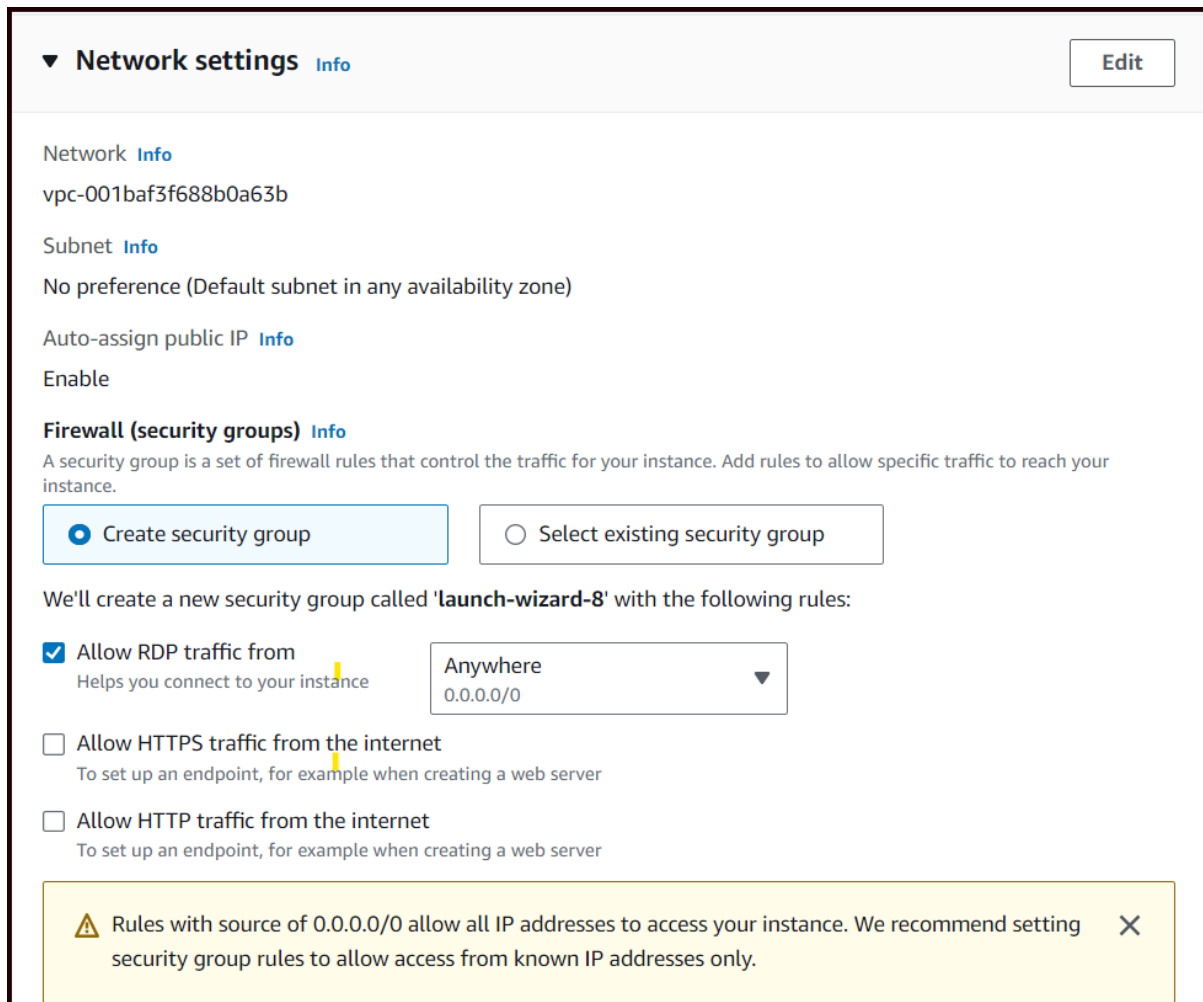 Network settings Info
Edit
Network Info
vpc-001baf3f688b0a63b
Subnet Info
No preference (Default subnet in any availability zone)
Auto-assign public IP Info
Enable
Firewall (security groups) Info
A security group is a set of firewall rules that control the traffic for your instance. Add rules to allow specific traffic to reach your
instance.
Create security group
Select existing security group
We'll create a new security group called 'launch-wizard-8' with the following rules:
Allow RDP traffic from
Helps you connect to your instance
Anywhere
0.0.0.0/0
Allow HTTPS traffic from the internet
To set up an endpoint, for example when creating a web server
Allow HTTP traffic from the internet
To set up an endpoint, for example when creating a web server
Rules with source of 0.0.0.0/0 allow all IP addresses to access your instance. We recommend setting
security group rules to allow access from known IP addresses only.